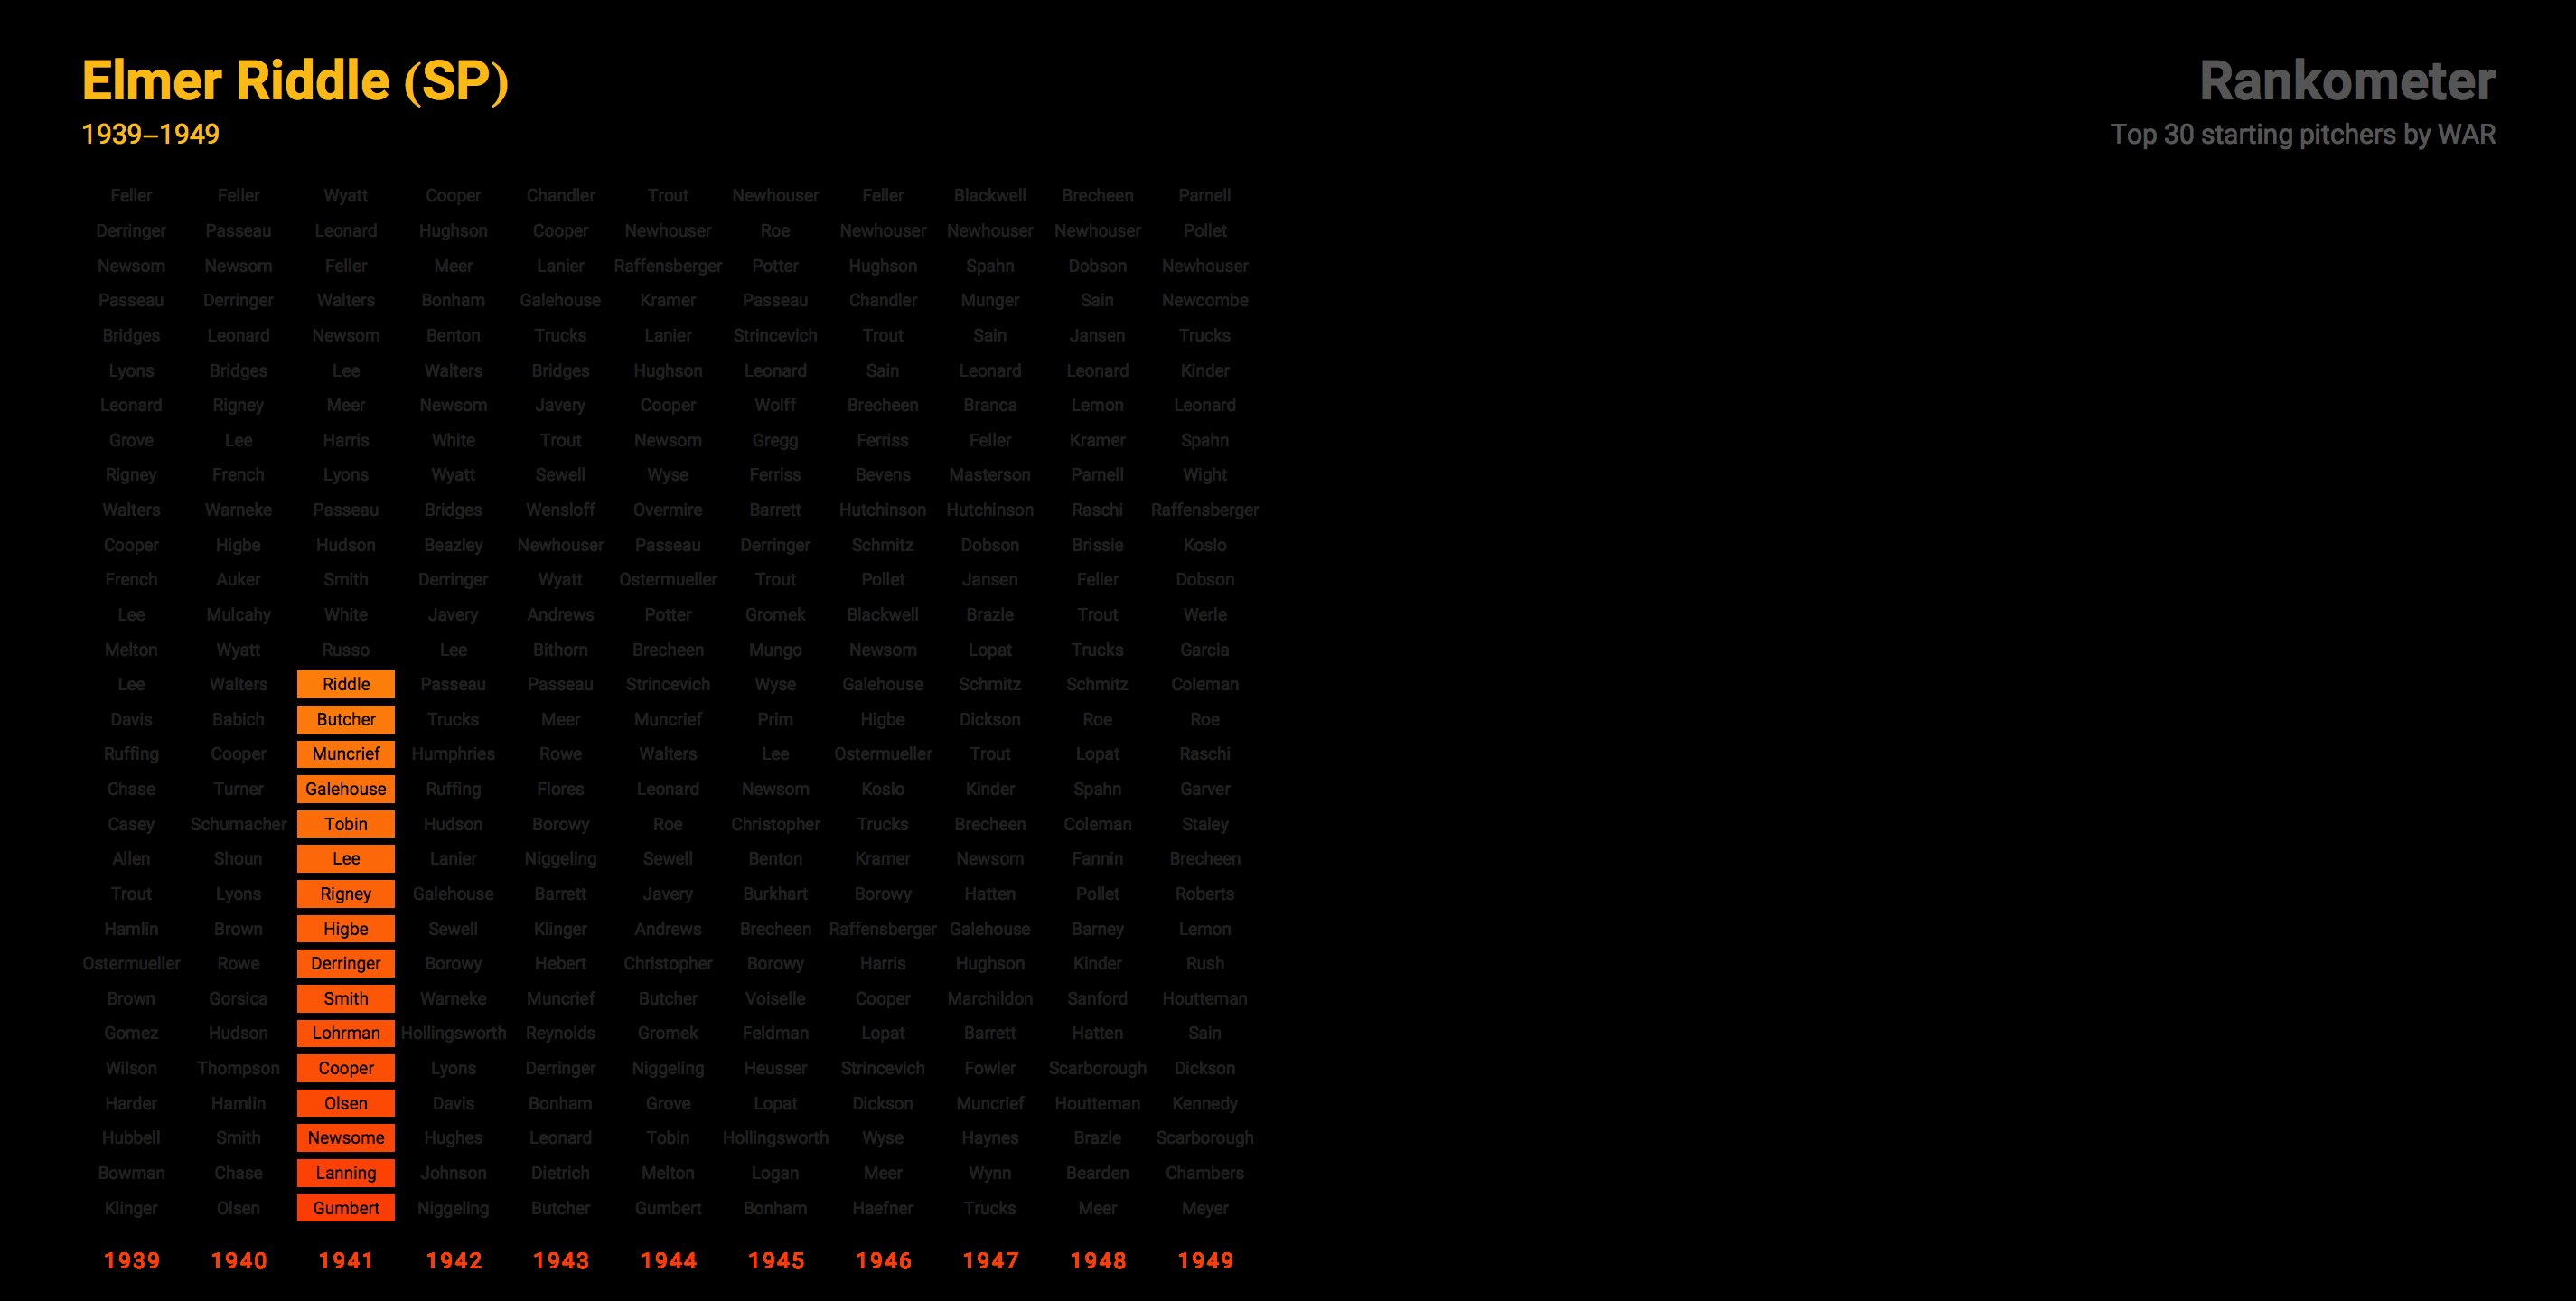 Elmer Riddle (SP)
Rankometer
1939–1949
Top 30 starting pitchers by WAR
Feller Feller Wyatt Cooper Chandler Trout Newhouser Feller Blackwell Brecheen Parnell
Derringer Passeau Leonard Hughson Cooper Newhouser Roe Newhouser Newhouser Newhouser Pollet
Newsom Newsom Feller Meer Lanier Raffensberger Potter Hughson Spahn Dobson Newhouser
Passeau Derringer Walters Bonham Galehouse Kramer Passeau Chandler Munger Sain Newcombe
Bridges Leonard Newsom Benton Trucks Lanier Strincevich Trout Sain Jansen Trucks
Lyons Bridges Lee Walters Bridges Hughson Leonard Sain Leonard Leonard Kinder
Leonard Rigney Meer Newsom Javery Cooper Wolff Brecheen Branca Lemon Leonard
Grove Lee Harris White Trout Newsom Gregg Ferriss Feller Kramer Spahn
Rigney French Lyons Wyatt Sewell Wyse Ferriss Bevens Masterson Parnell Wight
Walters Warneke Passeau Bridges Wensloff Overmire Barrett Hutchinson Hutchinson Raschi Raffensberger
Cooper Higbe Hudson Beazley Newhouser Passeau Derringer Schmitz Dobson Brissie Koslo
French Auker Smith Derringer Wyatt Ostermueller Trout Pollet Jansen Feller Dobson
Lee Mulcahy White Javery Andrews Potter Gromek Blackwell Brazle Trout Werle
Melton Wyatt Russo Lee Bithorn Brecheen Mungo Newsom Lopat Trucks Garcia
Lee Walters Riddle Passeau Passeau Strincevich Wyse Galehouse Schmitz Schmitz Coleman
Davis Babich Butcher Trucks Meer Muncrief Prim Higbe Dickson Roe Roe
Ruffing Cooper Muncrief Humphries Rowe Walters Lee Ostermueller Trout Lopat Raschi
Chase Turner Galehouse Ruffing Flores Leonard Newsom Koslo Kinder Spahn Garver
Casey Schumacher Tobin Hudson Borowy Roe Christopher Trucks Brecheen Coleman Staley
Allen Shoun Lee Lanier Niggeling Sewell Benton Kramer Newsom Fannin Brecheen
Trout Lyons Rigney Galehouse Barrett Javery Burkhart Borowy Hatten Pollet Roberts
Hamlin Brown Higbe Sewell Klinger Andrews Brecheen Raffensberger Galehouse Barney Lemon
Ostermueller Rowe Derringer Borowy Hebert Christopher Borowy Harris Hughson Kinder Rush
Brown Gorsica Smith Warneke Muncrief Butcher Voiselle Cooper Marchildon Sanford Houtteman
Gomez Hudson Lohrman Hollingsworth Reynolds Gromek Feldman Lopat Barrett Hatten Sain
Wilson Thompson Cooper Lyons Derringer Niggeling Heusser Strincevich Fowler Scarborough Dickson
Harder Hamlin Olsen Davis Bonham Grove Lopat Dickson Muncrief Houtteman Kennedy
Hubbell Smith Newsome Hughes Leonard Tobin Hollingsworth Wyse Haynes Brazle Scarborough
Bowman Chase Lanning Johnson Dietrich Melton Logan Meer Wynn Bearden Chambers
Klinger Olsen Gumbert Niggeling Butcher Gumbert Bonham Haefner Trucks Meer Meyer
1939 1940 1941 1942 1943 1944 1945 1946 1947 1948 1949